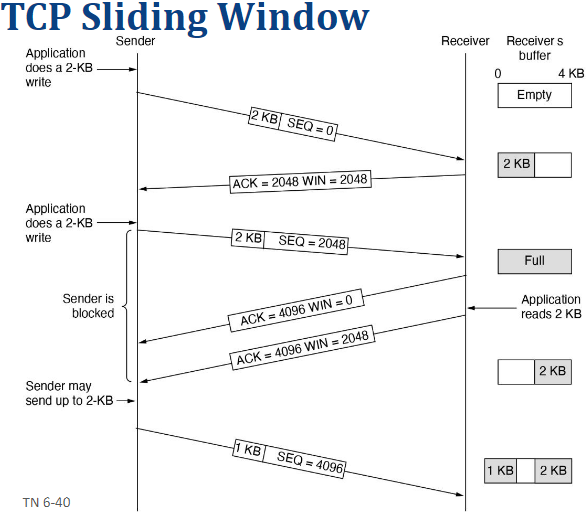 TCP Sliding Window
Sender
Receiver
Receiver's
buffer
Application
does a 2-KB
write
0
4 KB
Empty
2 KB
SEQ = 0
2 KB
ACK = 2048 WIN = 2048
Application
does a 2-KB
write
2 KB
SEQ = 2048
Full
Sender is
blocked
ACK = 4096 WIN = 0
Application
reads 2 KB
ACK = 4096 WIN = 2048
2 KB
Sender may
send up to 2-KB
1 KB
SEQ = 4096
1 KB
2 KB
TN 6-40